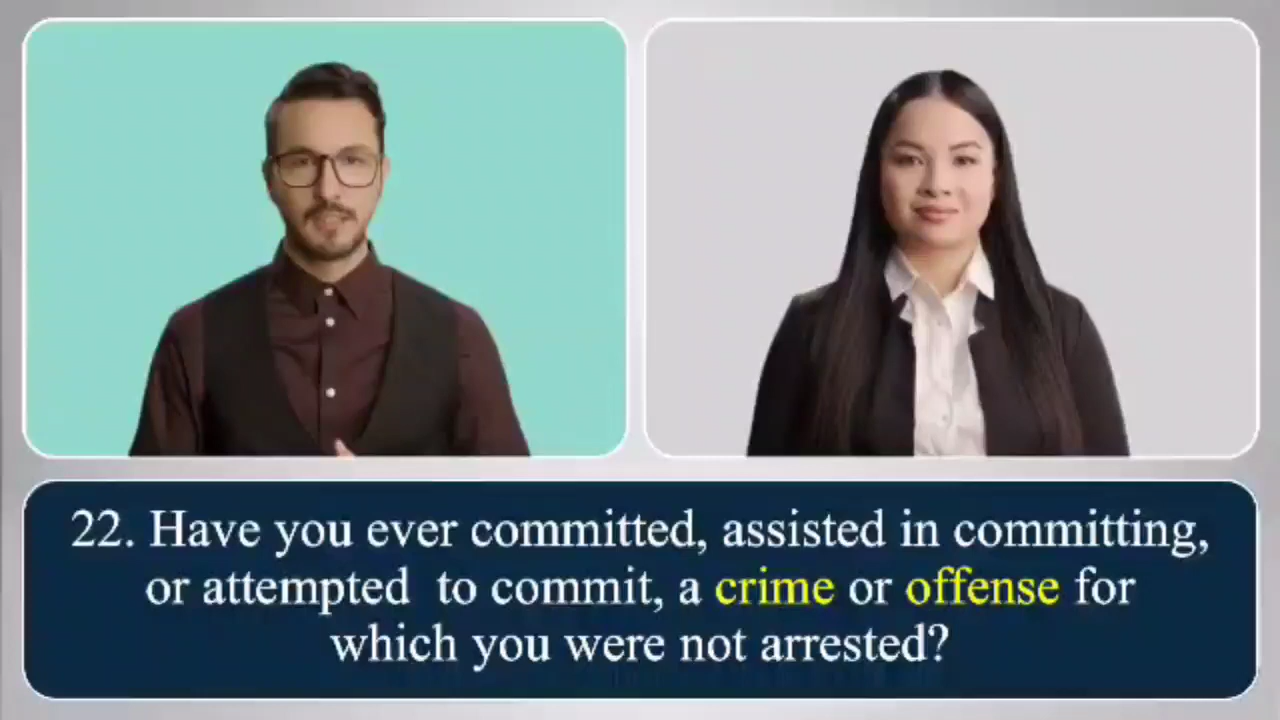 22. Have you ever committed, assisted in committing,
or attempted to commit, a crime or offense for
which you were not arrested?